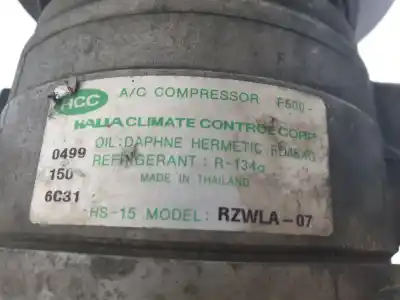 HCC A/C COMPRESSOR F500-
HALLA CLIMATE CONTROL CORP
OIL: DAPHNE HERMETIC
0499
REFRIGERANT : R-134a
150
MADE IN THAILAND
6C31
HS-15 MODEL: RZWLA-07